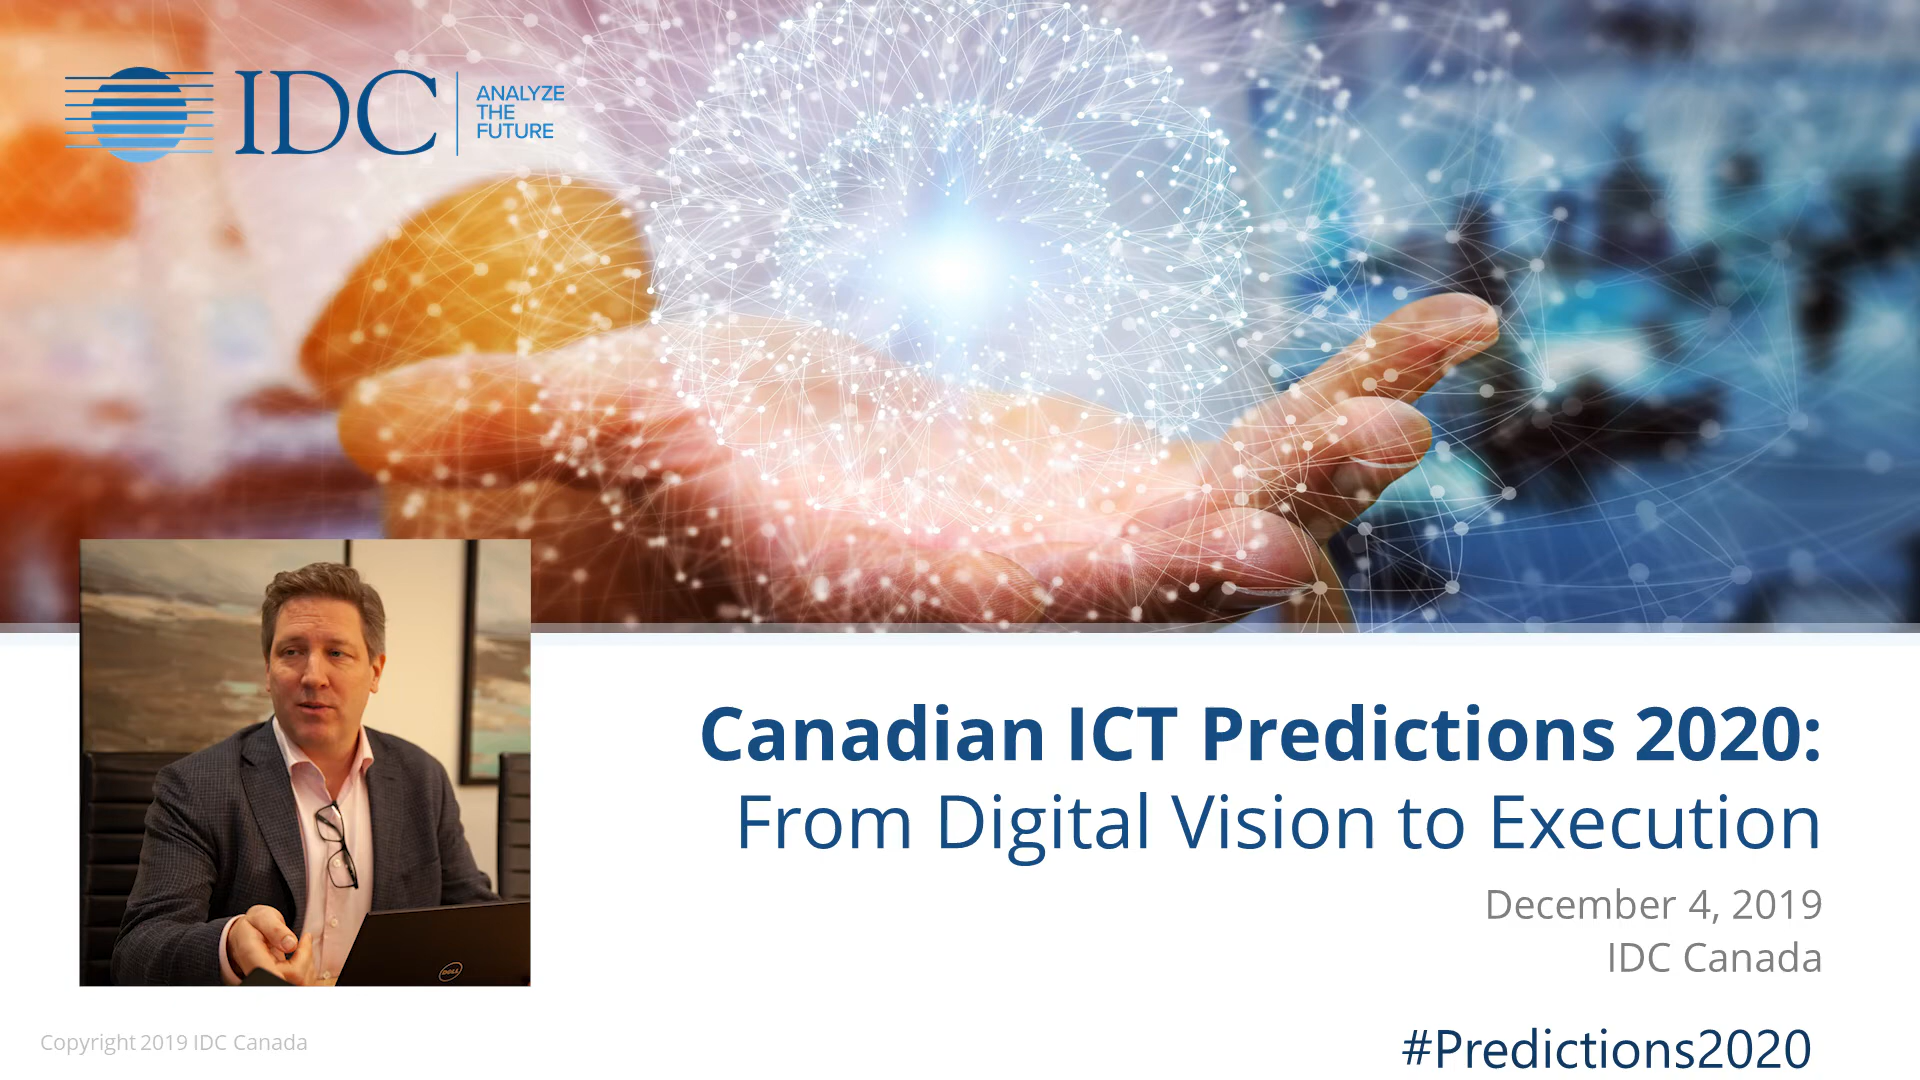 IDC
ANALYZE
THE
FUTURE
Canadian ICT Predictions 2020:
From Digital Vision to Execution
December 4, 2019
IDC Canada
DELL
Copyright 2019 IDC Canada
#Predictions2020